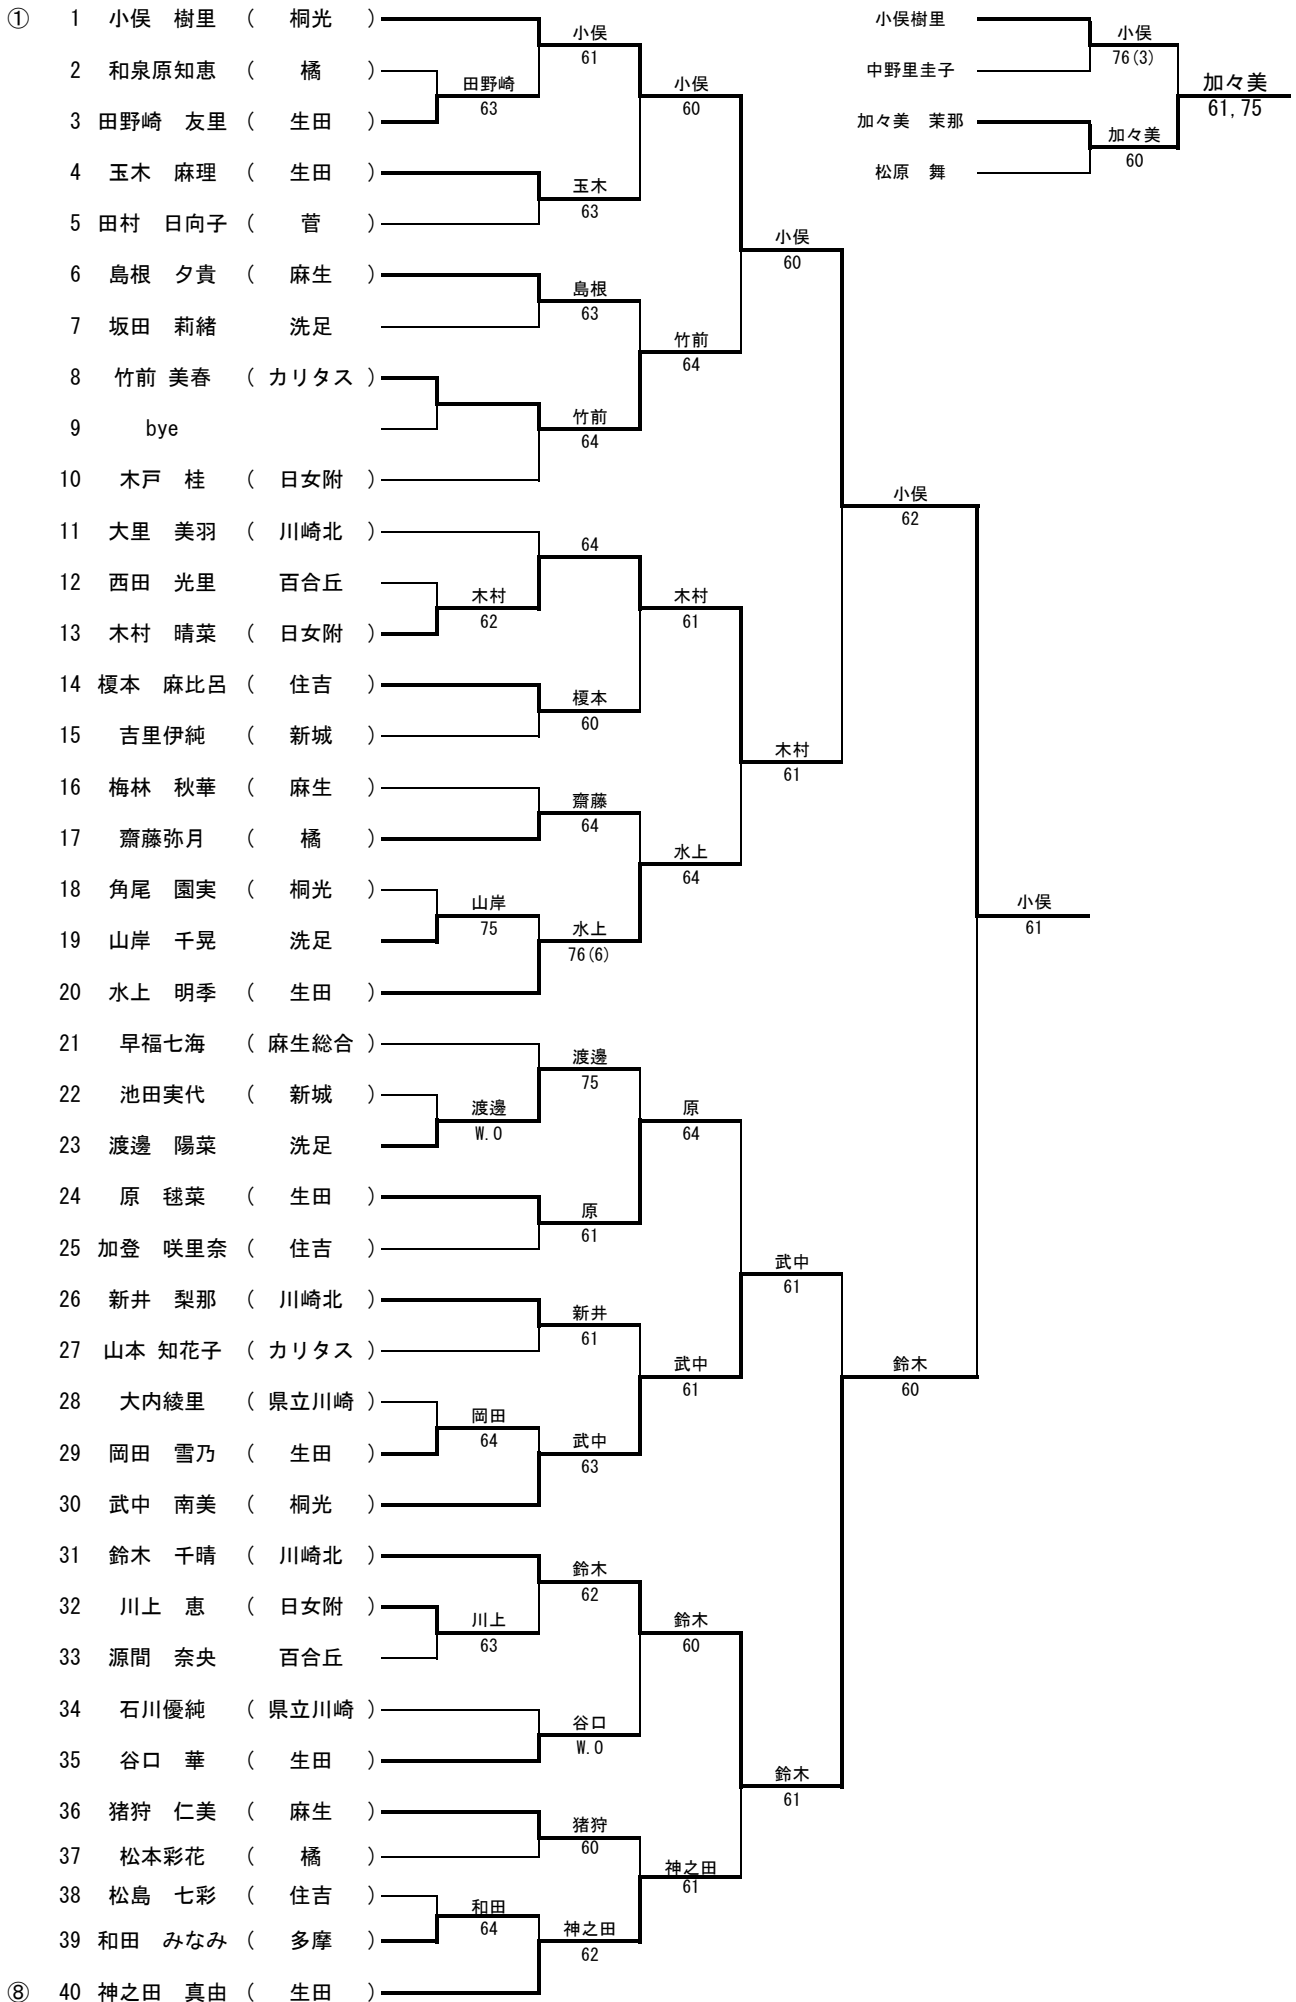 ① 1 小俣 樹里 ( 桐光 )
2 和泉原知恵 ( 橘 )
3 田野崎 友里 ( 生田 )
4 玉木 麻理 ( 生田 )
5 田村 日向子 ( 菅 )
6 島根 夕貴 ( 麻生 )
7 坂田 莉緒 洗足
8 竹前 美春 ( カリタス )
9 bye
10 木戸 桂 ( 日女附 )
11 大里 美羽 ( 川崎北 )
12 西田 光里 百合丘
13 木村 晴菜 ( 日女附 )
14 榎本 麻比呂 ( 住吉 )
15 吉里伊純 ( 新城 )
16 梅林 秋華 ( 麻生 )
17 齋藤弥月 ( 橘 )
18 角尾 園実 ( 桐光 )
19 山岸 千晃 洗足
20 水上 明季 ( 生田 )
21 早福七海 ( 麻生総合 )
22 池田実代 ( 新城 )
23 渡邊 陽菜 洗足
24 原 毬菜 ( 生田 )
25 加登 咲里奈 ( 住吉 )
26 新井 梨那 ( 川崎北 )
27 山本 知花子 ( カリタス )
28 大内綾里 ( 県立川崎 )
29 岡田 雪乃 ( 生田 )
30 武中 南美 ( 桐光 )
31 鈴木 千晴 ( 川崎北 )
32 川上 恵 ( 日女附 )
33 源間 奈央 百合丘
34 石川優純 ( 県立川崎 )
35 谷口 華 ( 生田 )
36 猪狩 仁美 ( 麻生 )
37 松本彩花 ( 橘 )
38 松島 七彩 ( 住吉 )
39 和田 みなみ ( 多摩 )
⑧ 40 神之田 真由 ( 生田 )
田野崎
63
木村
62
山岸
75
渡邊
W.O
岡田
64
川上
63
和田
64
小俣
61
玉木
63
島根
63
竹前
64
64
榎本
60
齋藤
64
水上
76(6)
渡邊
75
原
61
新井
61
武中
63
鈴木
62
谷口
W.O
猪狩
60
神之田
62
小俣
60
竹前
64
木村
61
水上
64
原
64
武中
61
鈴木
60
神之田
61
小俣
60
木村
61
武中
61
鈴木
61
小俣
62
鈴木
60
小俣
61
小俣樹里
中野里圭子
加々美 茉那
松原 舞
小俣
76(3)
加々美
60
加々美
61,75